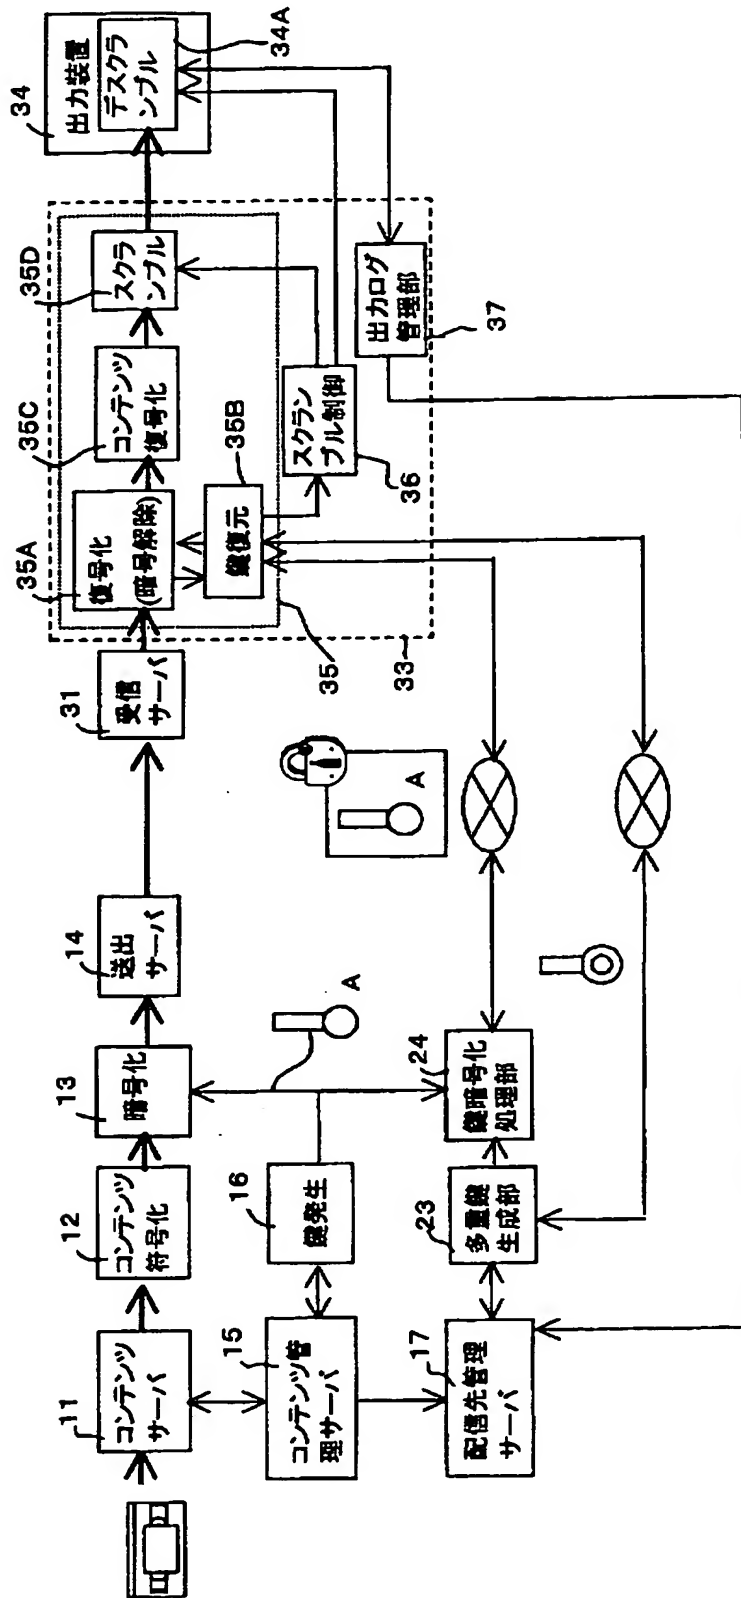 11
コンテンツ
サーバ
12
コンテンツ
符号化
13
暗号化
14
送出
サーバ
31
受信
サーバ
35A
復号化
(暗号解除)
35C
コンテンツ
復号化
35D
スクラ
ンブル
34
出力装置
デスクラ
ンブル
34A
35B
鍵復元
スクラン
ブル制御
36
出力ログ
管理部
37
35
33
15
コンテンツ管
理サーバ
16
鍵発生
A
A
17
配信先管理
サーバ
23
多重鍵
生成部
24
鍵暗号化
処理部